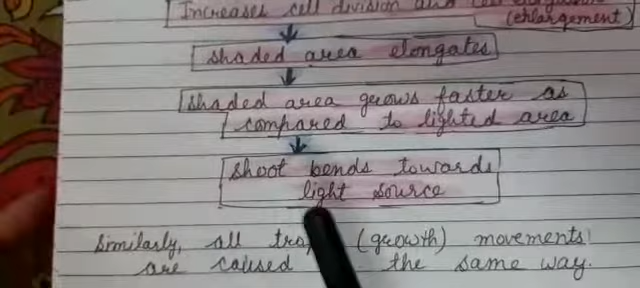 Increases cell division and cell
(enlargement)
shaded area elongates
shaded area grows faster as
compared to lighted area
shoot bends towards
light source
Similarly, all (growth) movements
are caused the same way.